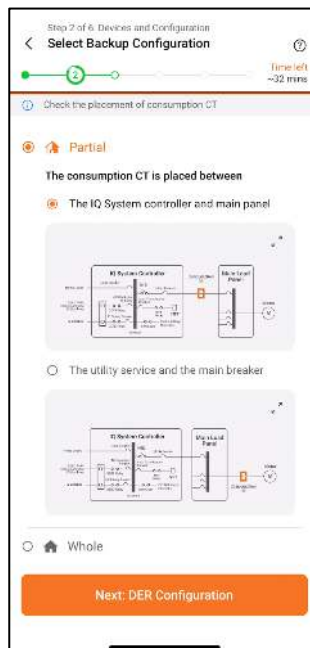 Step 2 of 6: Devices and Configuration
Select Backup Configuration
2
Time left
~32 mins
Check the placement of consumption CT
Partial
The consumption CT is placed between
The IQ System controller and main panel
IQ System Controller
Main Load
Panel
The utility service and the main breaker
IQ System Controller
Main Load
Panel
Whole
Next: DER Configuration